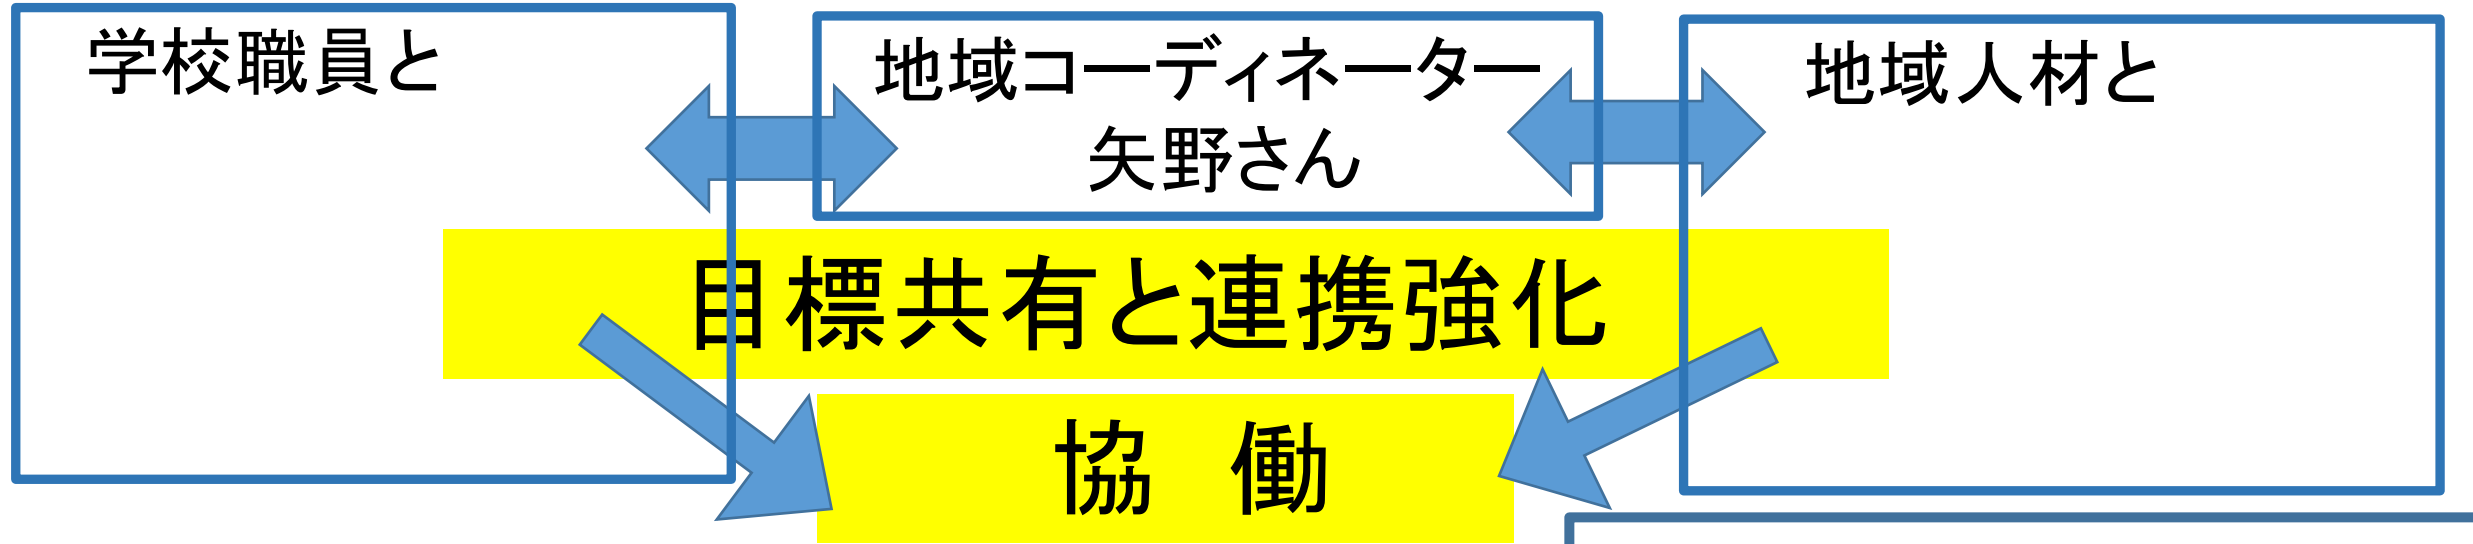 学校職員と
地域コーディネーター
矢野さん
地域人材と
目標共有と連携強化
協　働